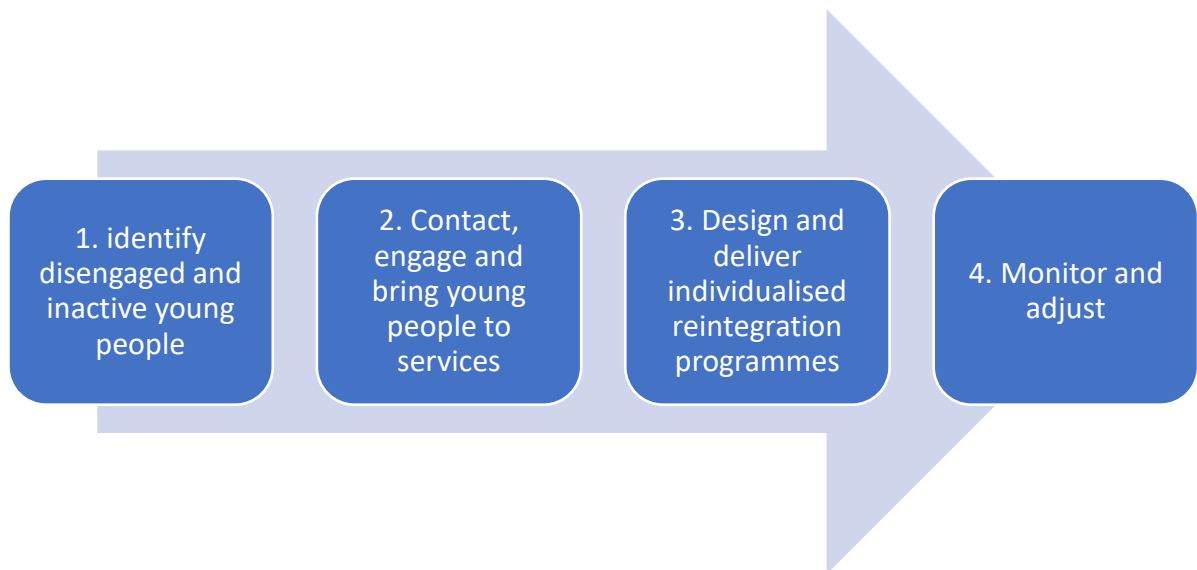 1. identify
disengaged and
inactive young
people
2. Contact,
engage and
bring young
people to
services
3. Design and
deliver
individualised
reintegration
programmes
4. Monitor and
adjust